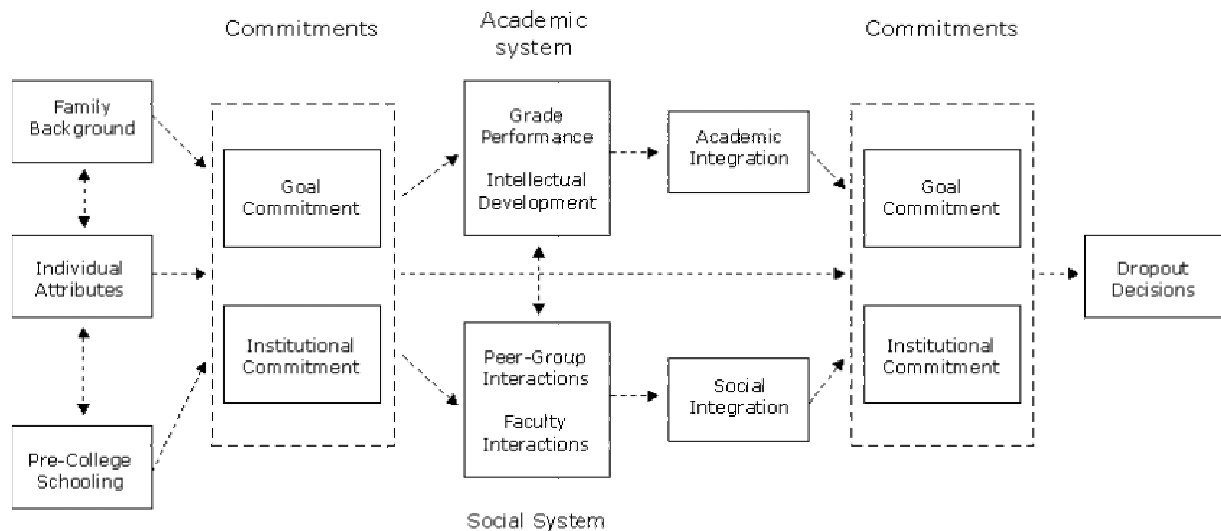 Commitments
Academic
system
Commitments
Family
Background
Individual
Attributes
Pre-College
Schooling
Goal
Commitment
Institutional
Commitment
Grade
Performance
Intellectual
Development
Peer-Group
Interactions
Faculty
Interactions
Social System
Academic
Integration
Social
Integration
Goal
Commitment
Institutional
Commitment
Dropout
Decisions